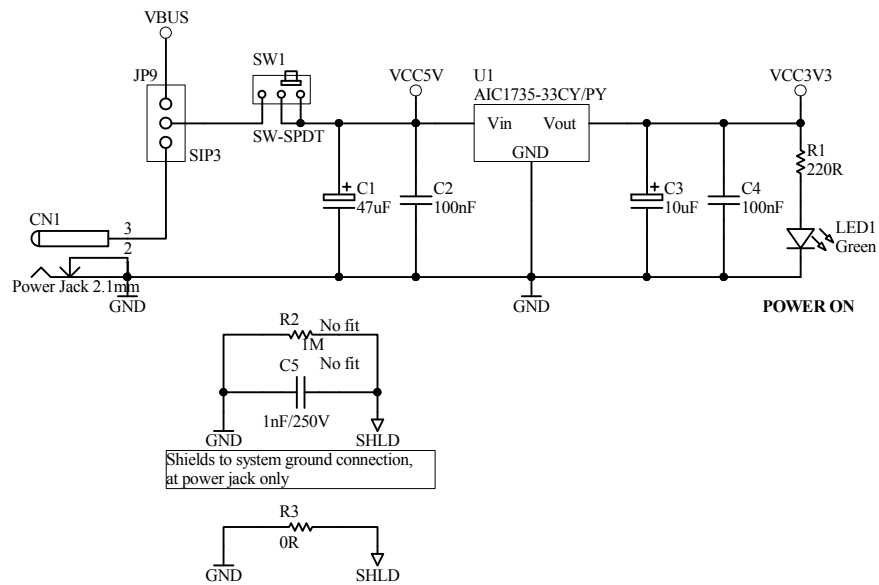 VBUS
JP9
SW1
VCC5V
U1
VCC3V3
AIC1735-33CY/PY
Vin
Vout
SW-SPDT
SIP3
GND
R1
220R
C1
47uF
C2
100nF
C3
10uF
C4
100nF
CN1
3
2
LED1
Green
Power Jack 2.1mm
GND
GND
POWER ON
R2
No fit
1M
C5
No fit
1nF/250V
GND
SHLD
Shields to system ground connection,
at power jack only
R3
0R
GND
SHLD